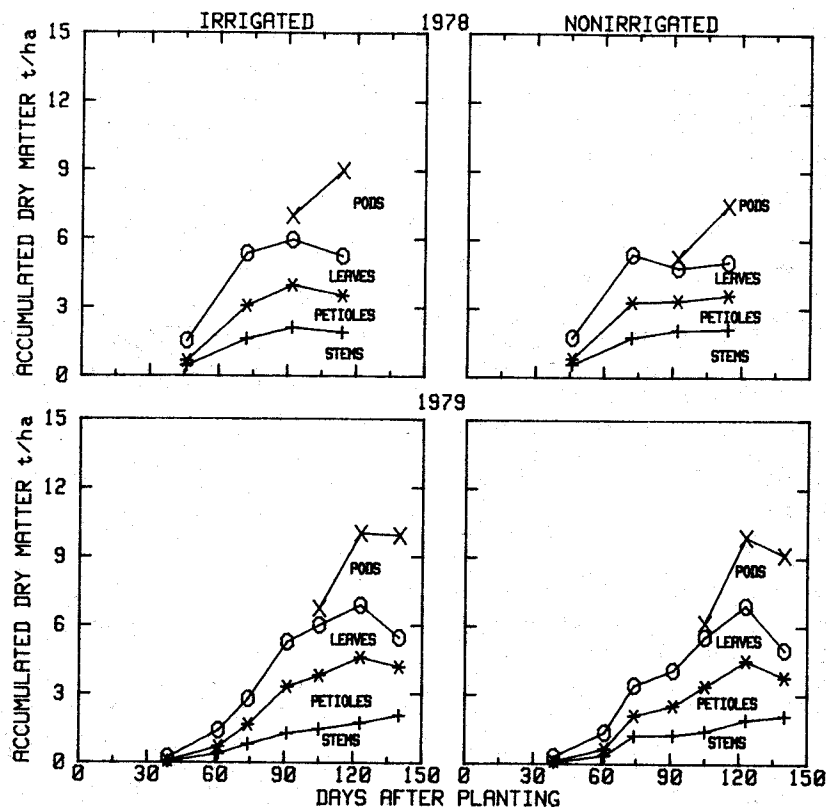 IRRIGATED 1978 NONIRRIGATED
ACCUMULATED DRY MATTER t/ha
15
12
9
6
3
0
PODS
LEAVES
PETIOLES
STEMS
PODS
LEAVES
PETIOLES
STEMS
1979
ACCUMULATED DRY MATTER t/ha
15
12
9
6
3
0
PODS
LEAVES
PETIOLES
STEMS
PODS
LEAVES
PETIOLES
STEMS
0 30 60 90 120 150 0 30 60 90 120 150
DAYS AFTER PLANTING